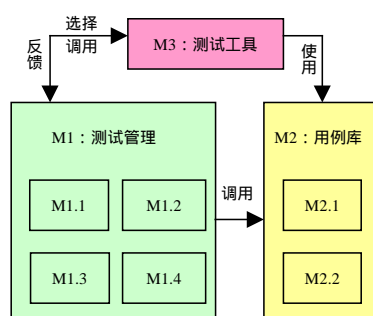 选择
调用
反馈
M3：测试工具
使用
M1：测试管理
M2：用例库
M1.1
M1.2
调用
M2.1
M1.3
M1.4
M2.2